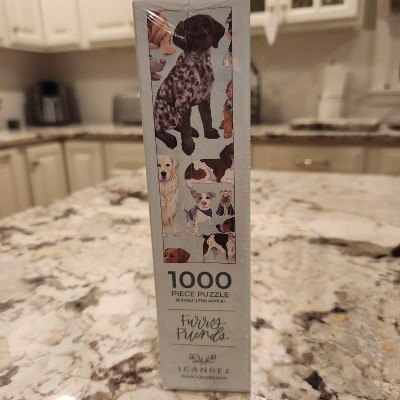 1000
PIECE PUZZLE
Furry
Friends
ICANDEZ